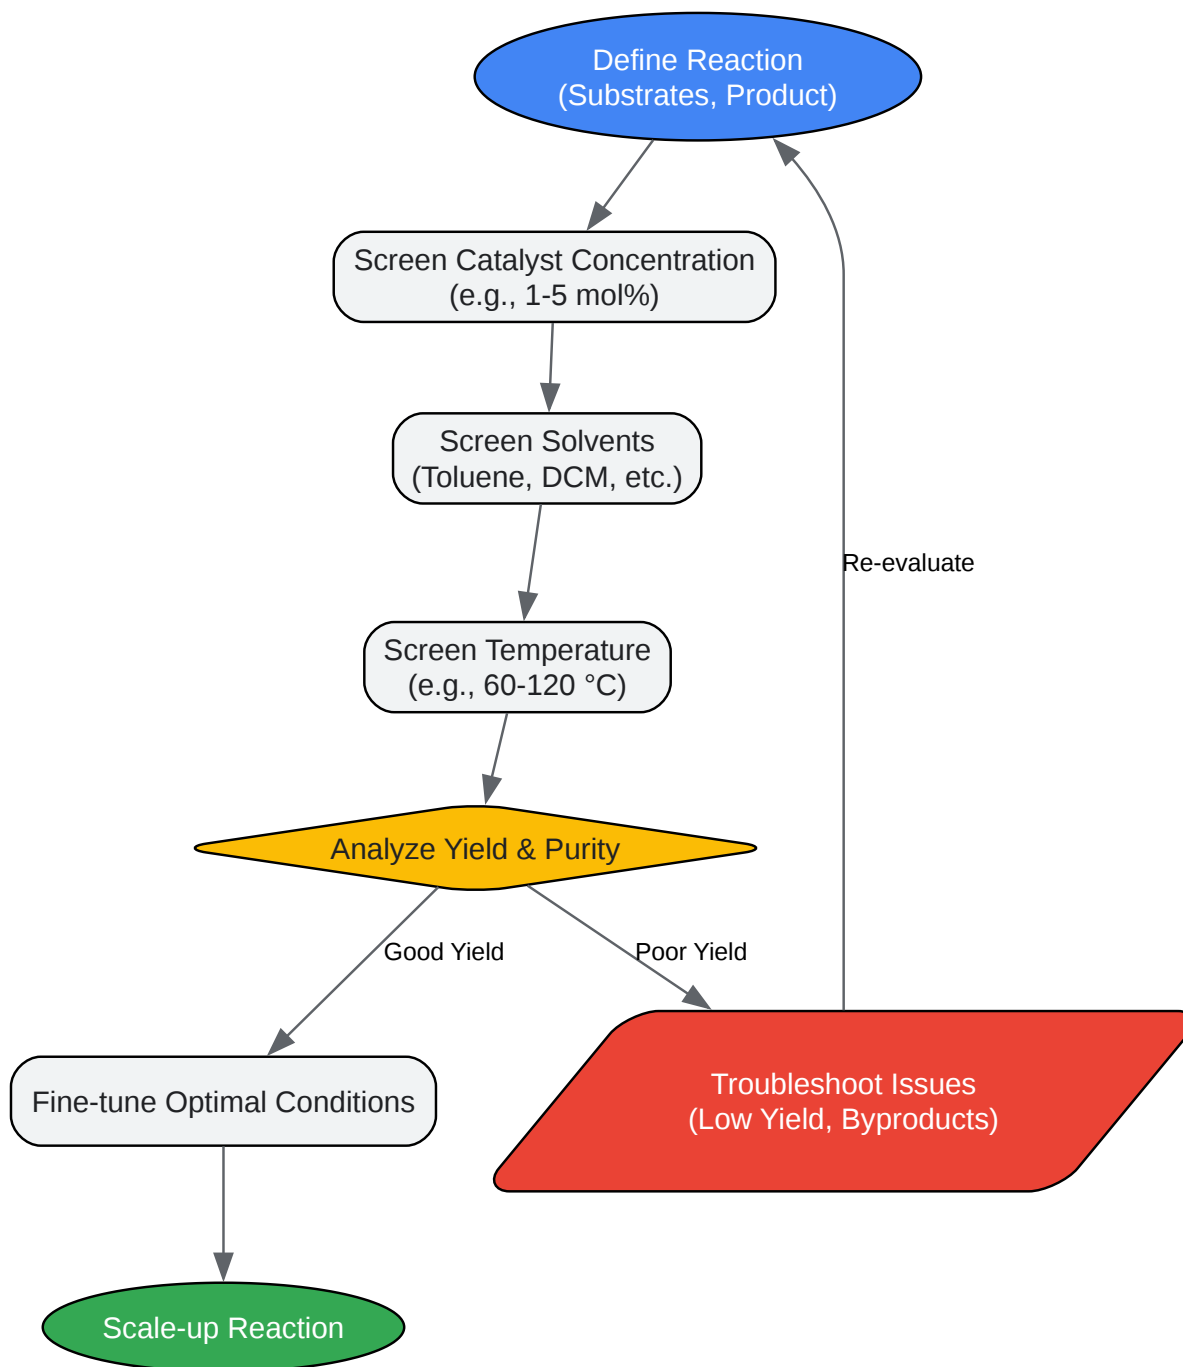 Define Reaction
(Substrates, Product)
Screen Catalyst Concentration
(e.g., 1-5 mol%)
Screen Solvents
(Toluene, DCM, etc.)
Re-evaluate
Screen Temperature
(e.g., 60-120 °C)
Analyze Yield & Purity
Good Yield
Poor Yield
Troubleshoot Issues
(Low Yield, Byproducts)
Fine-tune Optimal Conditions
Scale-up Reaction